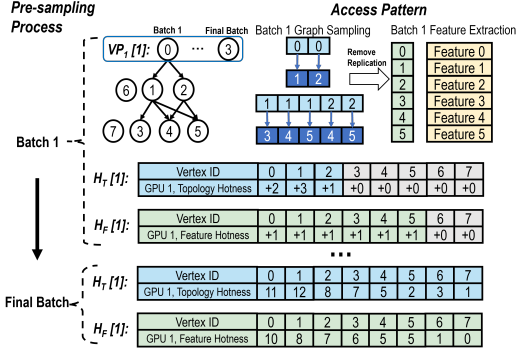 Pre-sampling
Process
Access Pattern
Batch 1
Final Batch
VP1 [1]:
0 ... 3
6 1 2
7 3 4 5
Batch 1 Graph Sampling
0 0
1 2
1 1 1 2 2
3 4 5 4 5
Remove
Replication
Batch 1 Feature Extraction
0 Feature 0
1 Feature 1
2 Feature 2
3 Feature 3
4 Feature 4
5 Feature 5
Batch 1
HT [1]:
Vertex ID 0 1 2 3 4 5 6 7
GPU 1, Topology Hotness +2 +3 +1 +0 +0 +0 +0 +0
HF [1]:
Vertex ID 0 1 2 3 4 5 6 7
GPU 1, Feature Hotness +1 +1 +1 +1 +1 +1 +0 +0
...
Final Batch
HT [1]:
Vertex ID 0 1 2 3 4 5 6 7
GPU 1, Topology Hotness 11 12 8 7 5 2 3 1
HF [1]:
Vertex ID 0 1 2 3 4 5 6 7
GPU 1, Feature Hotness 10 8 7 6 5 5 1 0